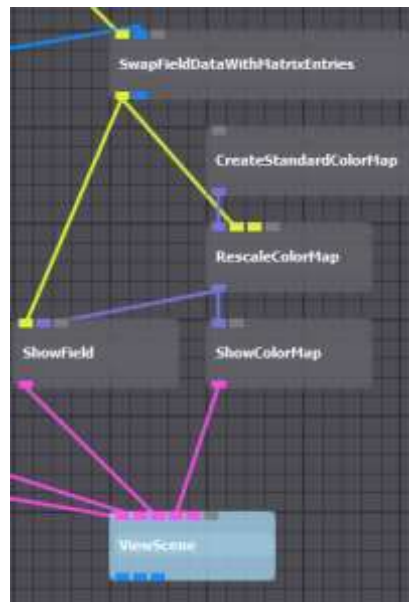 SwapFieldDataWithMatrixEntries
CreateStandardColorMap
RescaleColorMap
ShowField
ShowColorMap
ViewScene